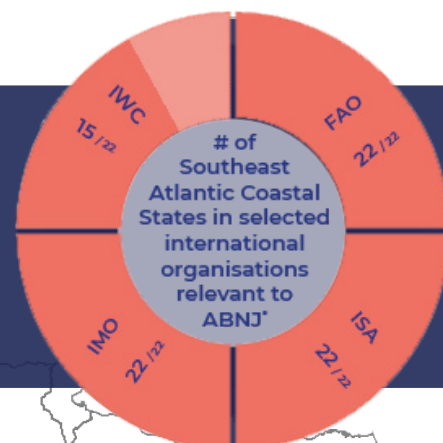 IWC
15/22
FAO
22/22
# of
Southeast
Atlantic Coastal
States in selected
international
organisations
relevant to
ABNJ*
IMO
22/22
ISA
22/22